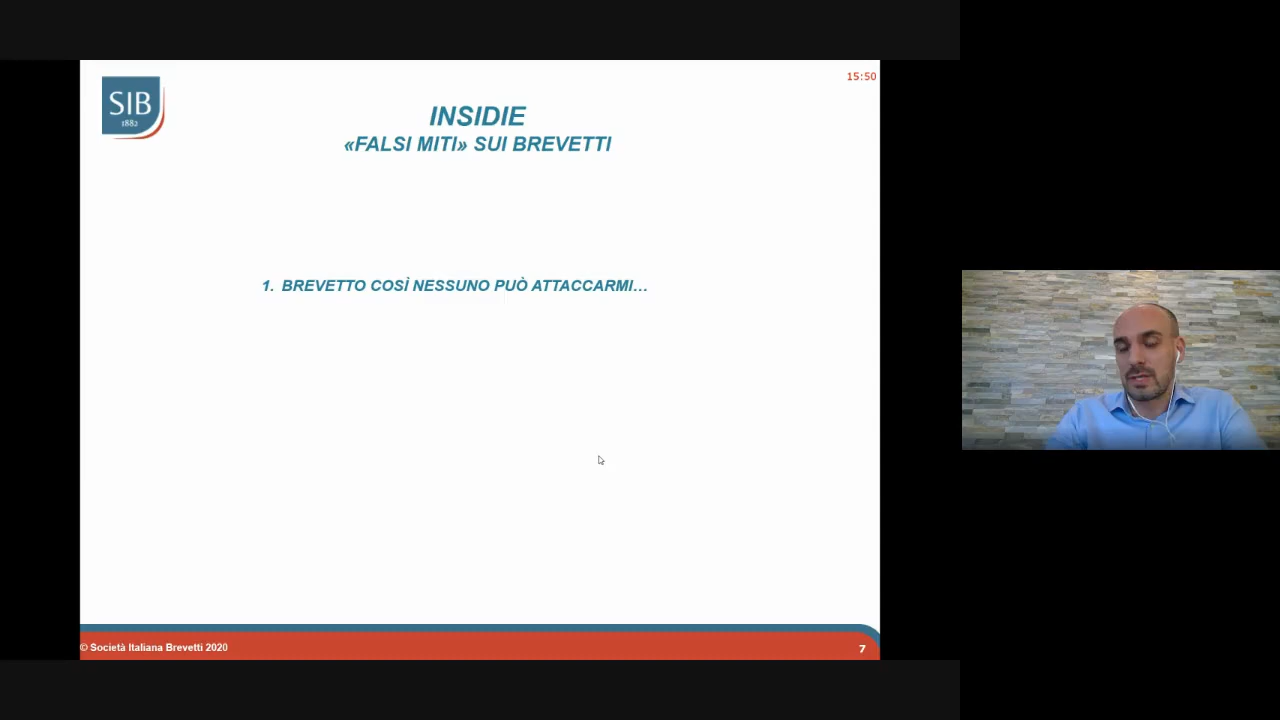 15:50
SIB
1882
INSIDIE
«FALSI MITI» SUI BREVETTI
1. BREVETTO COSÌ NESSUNO PUÒ ATTACCARMI...
© Società Italiana Brevetti 2020
7